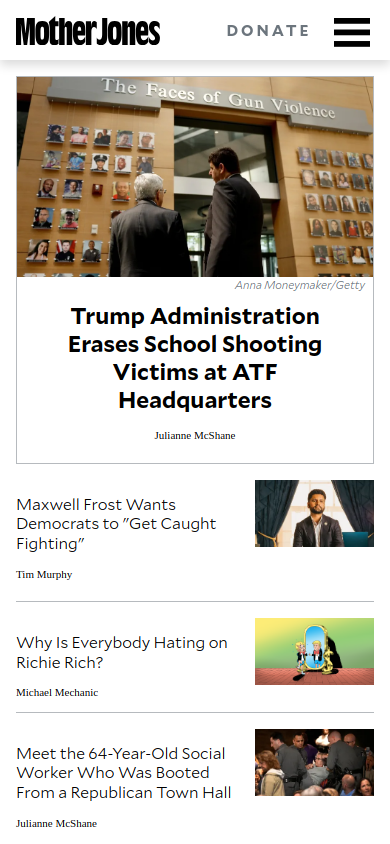 Mother Jones
DONATE
The Faces of Gun Violence
Anna Moneymaker/Getty
Trump Administration
Erases School Shooting
Victims at ATF
Headquarters
Julianne McShane
Maxwell Frost Wants
Democrats to "Get Caught
Fighting"
Tim Murphy
Why Is Everybody Hating on
Richie Rich?
Michael Mechanic
Meet the 64-Year-Old Social
Worker Who Was Booted
From a Republican Town Hall
Julianne McShane